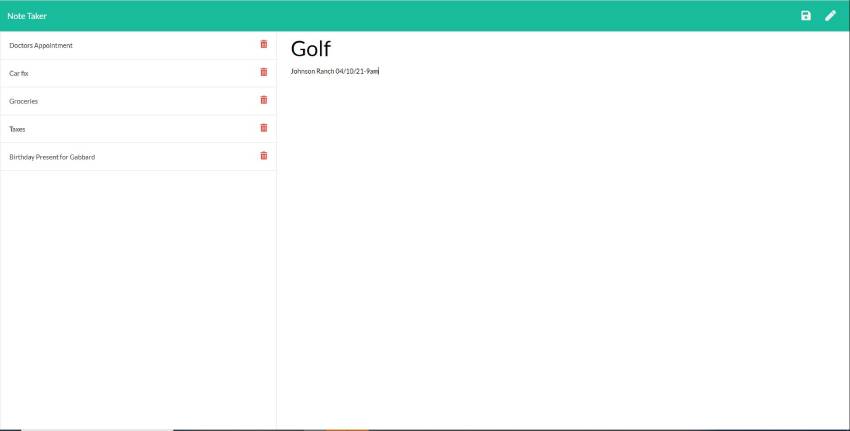 Note Taker
Doctors Appointment
Car fix
Groceries
Taxes
Birthday Present for Gabbard
Golf
Johnson Ranch 04/10/21-9am